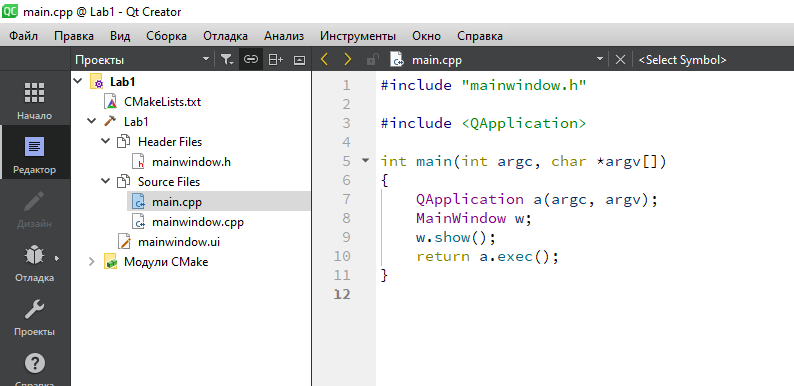 QC main.cpp @ Lab1 - Qt Creator
Файл Правка Вид Сборка Отладка Анализ Инструменты Окно Справка
Проекты
main.cpp
<Select Symbol>
Начало
Редактор
Дизайн
Отладка
Проекты
Справка
Lab1
CMakeLists.txt
Lab1
Header Files
mainwindow.h
Source Files
main.cpp
mainwindow.cpp
mainwindow.ui
Модули CMake
1 #include "mainwindow.h"
2
3 #include <QApplication>
4
5 int main(int argc, char *argv[])
6 {
7 QApplication a(argc, argv);
8 MainWindow w;
9 w.show();
10 return a.exec();
11 }
12